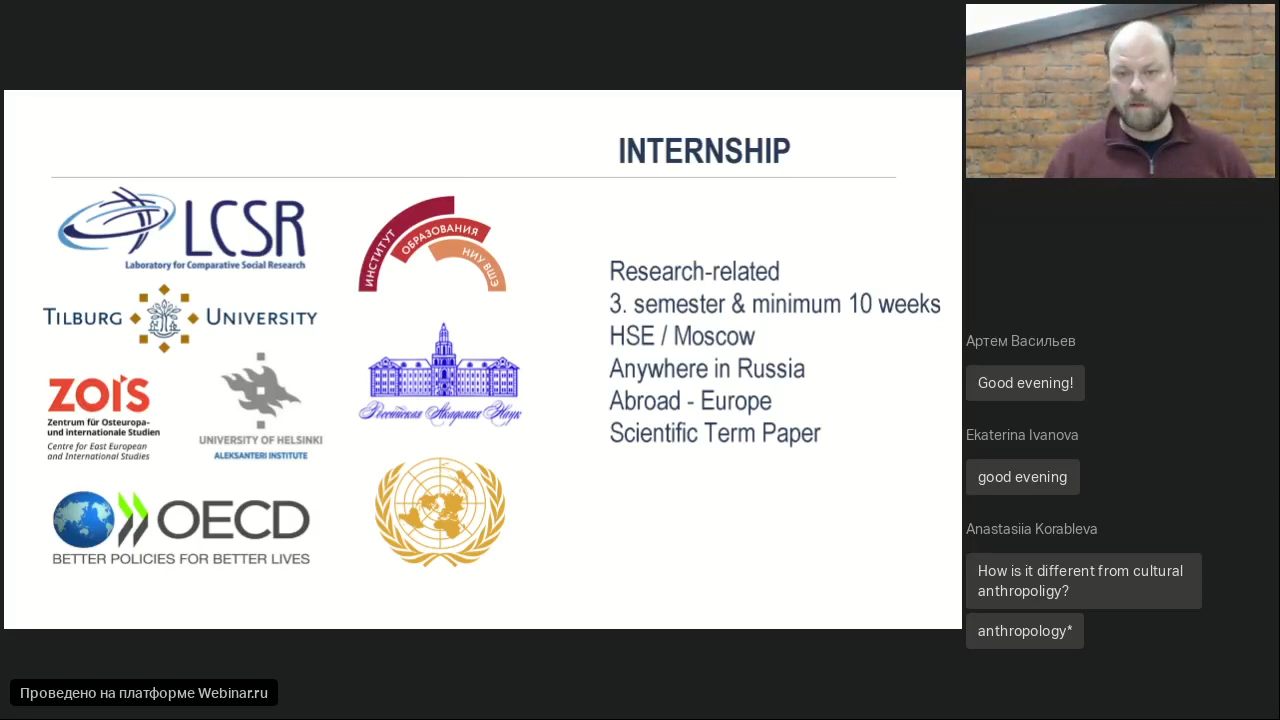 INTERNSHIP
LCSR
Laboratory for Comparative Social Research
ИНСТИТУТ
ОБРАЗОВАНИЯ
НИУ ВШЭ
TILBURG UNIVERSITY
ZOiS
Zentrum für Osteuropa-
und internationale Studien
Centre for East European
and International Studies
UNIVERSITY OF HELSINKI
ALEKSANTERI INSTITUTE
Российская Академия Наук
OECD
BETTER POLICIES FOR BETTER LIVES
Research-related
3. semester & minimum 10 weeks
HSE / Moscow
Anywhere in Russia
Abroad - Europe
Scientific Term Paper
Артем Васильев
Good evening!
Ekaterina Ivanova
good evening
Anastasiia Korableva
How is it different from cultural
anthropoligy?
anthropology*
Проведено на платформе Webinar.ru